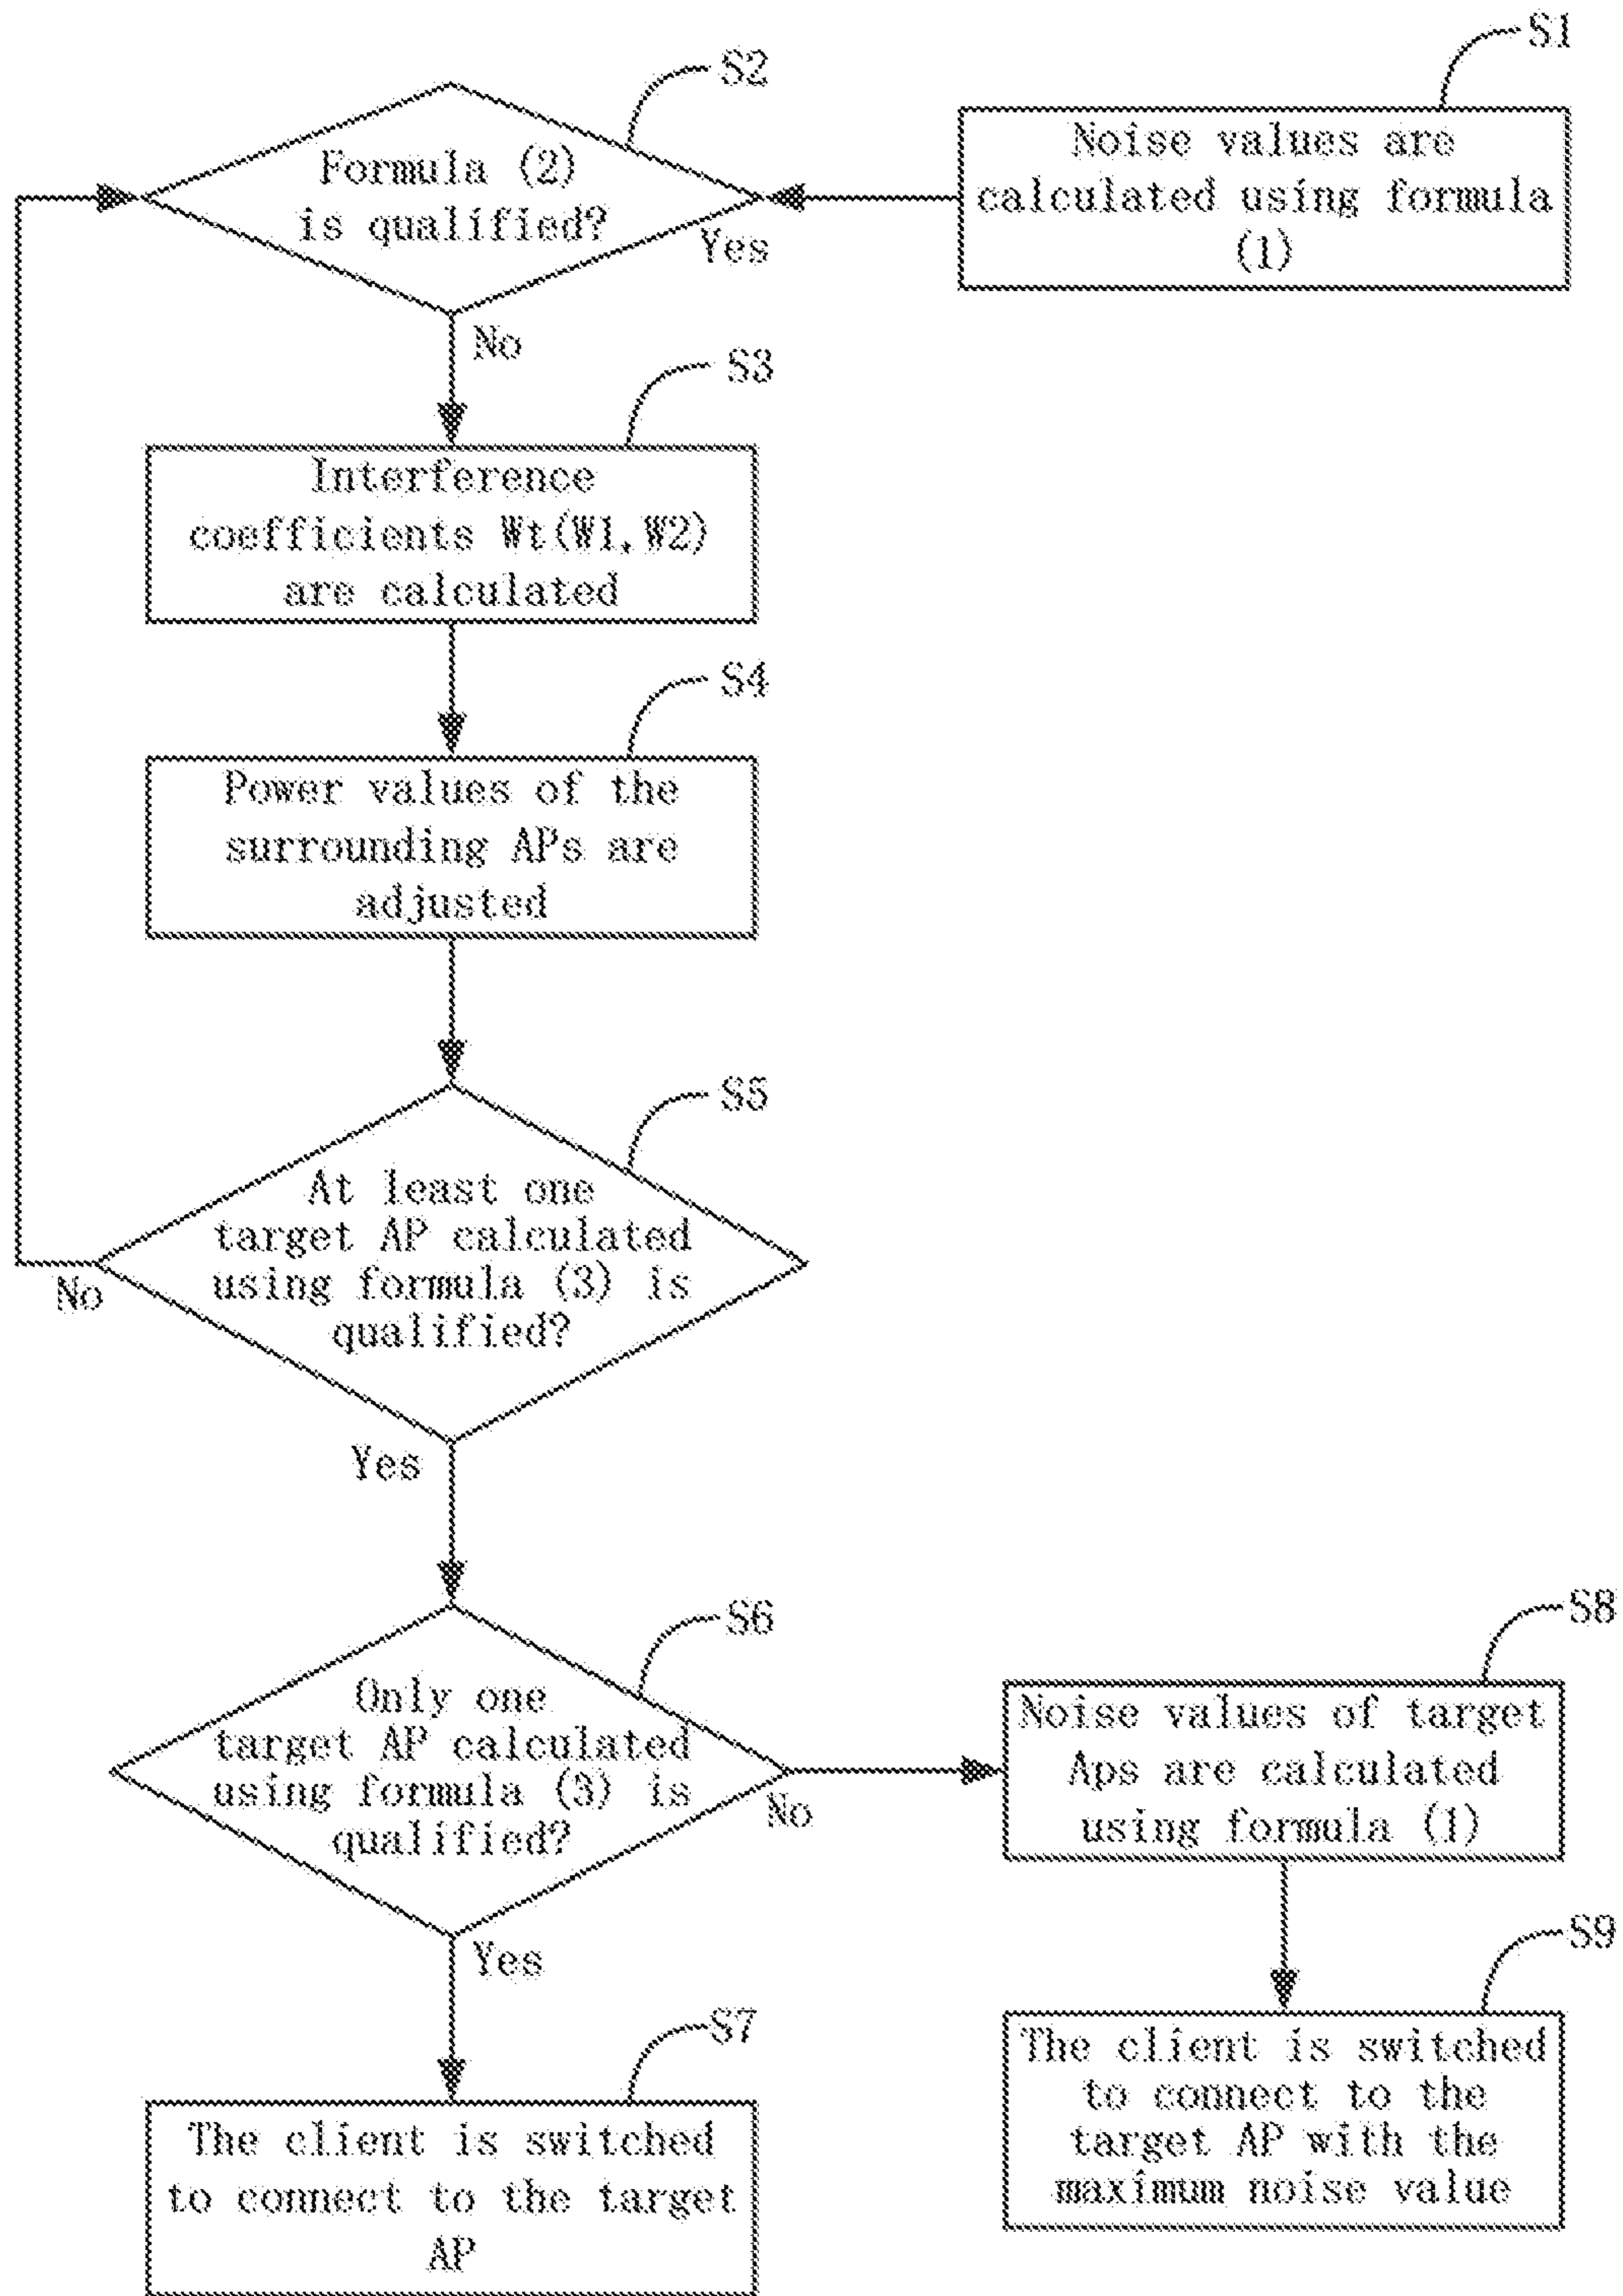 S1
Noise values are
calculated using formula
(1)
S2
Formula (2)
is qualified?
Yes
No
S3
Interference
coefficients Wt(W1,W2)
are calculated
S4
Power values of the
surrounding APs are
adjusted
S5
At least one
target AP calculated
using formula (3) is
qualified?
No
Yes
S6
Only one
target AP calculated
using formula (3) is
qualified?
No
Yes
S7
The client is switched
to connect to the target
AP
S8
Noise values of target
Aps are calculated
using formula (1)
S9
The client is switched
to connect to the
target AP with the
maximum noise value